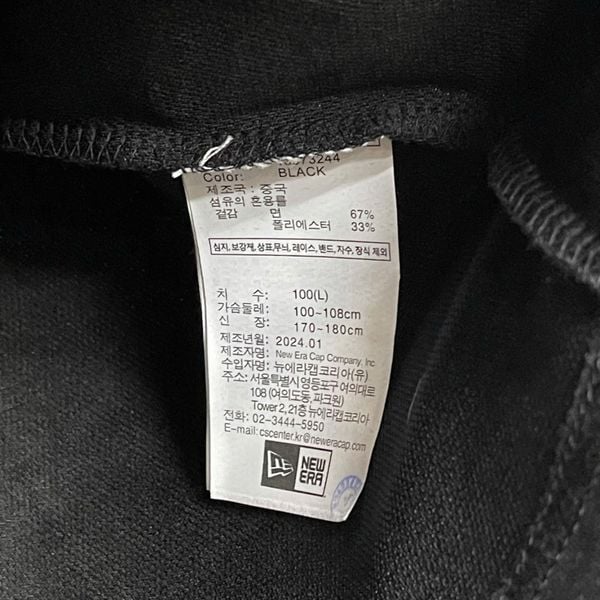 Color: BLACK
제조국 : 중국
섬유의 혼용률
겉감 면 67%
폴리에스터 33%
심지, 보강제, 상표,무늬, 레이스, 밴드, 자수, 장식 제외
치 수: 100(L)
가슴둘레: 100~108cm
신 장: 170~180cm
제조년월: 2024.01
제조자명: New Era Cap Company, Inc
수입자명: 뉴에라캡코리아(유)
주소: 서울특별시영등포구 여의대로
108 (여의도동, 파크원)
Tower 2, 21층 뉴에라캡코리아
전화: 02-3444-5950
E-mail: cscenter.kr@neweracap.com
NEW
ERA